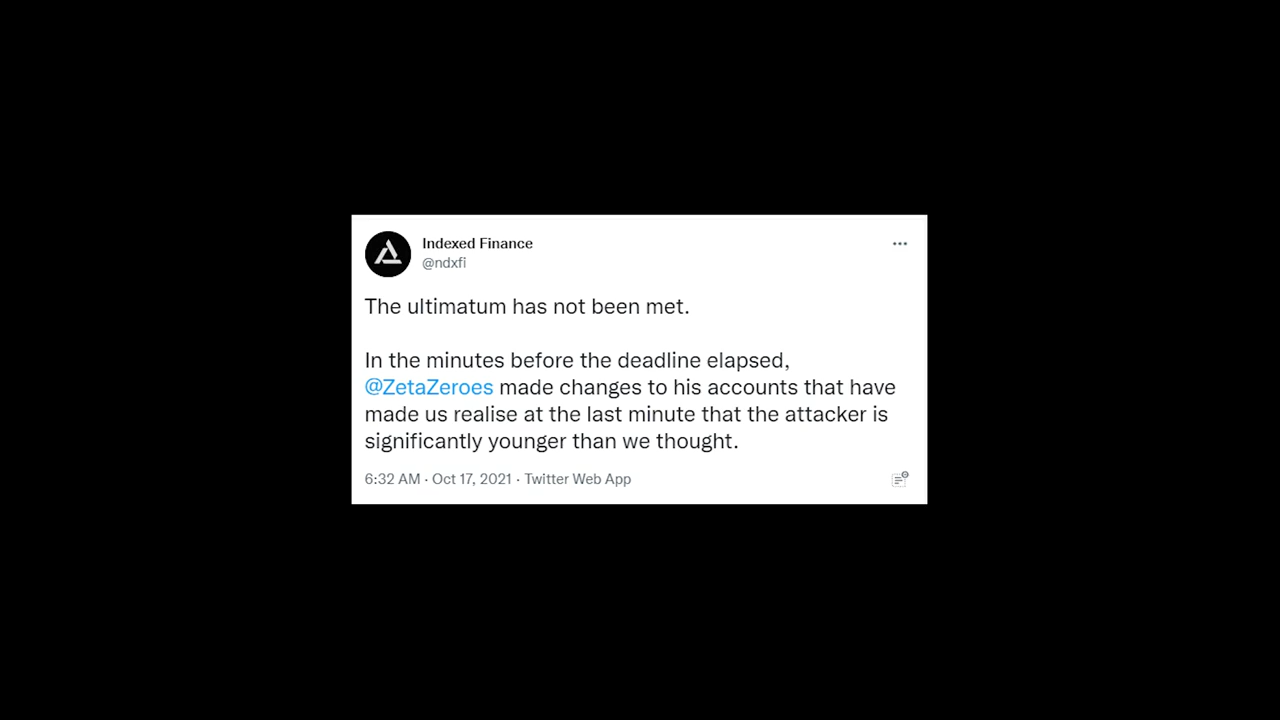 Indexed Finance
@ndxfi
The ultimatum has not been met.
In the minutes before the deadline elapsed,
@ZetaZeroes made changes to his accounts that have
made us realise at the last minute that the attacker is
significantly younger than we thought.
6:32 AM · Oct 17, 2021 · Twitter Web App